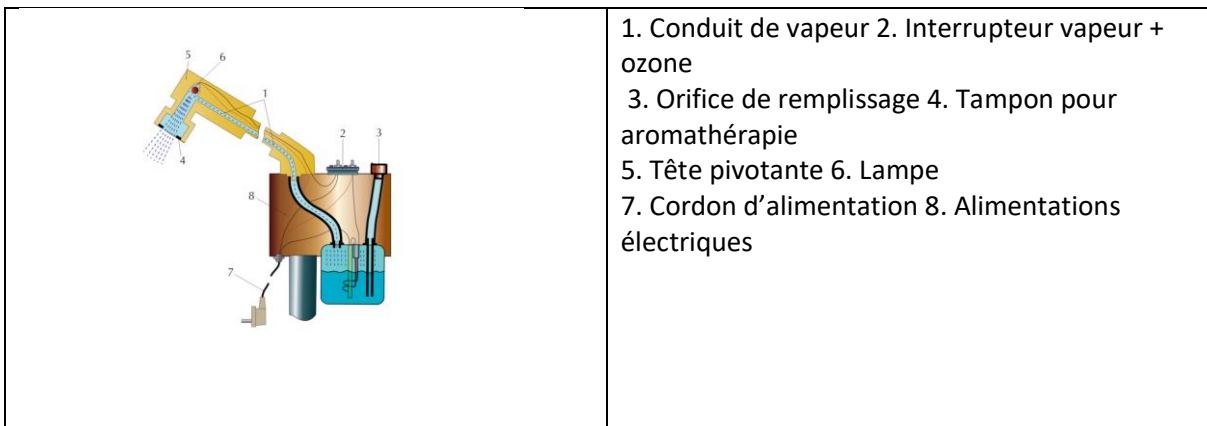 5
6
1
2
3
4
8
7
1. Conduit de vapeur 2. Interrupteur vapeur +
ozone
3. Orifice de remplissage 4. Tampon pour
aromathérapie
5. Tête pivotante 6. Lampe
7. Cordon d’alimentation 8. Alimentations
électriques